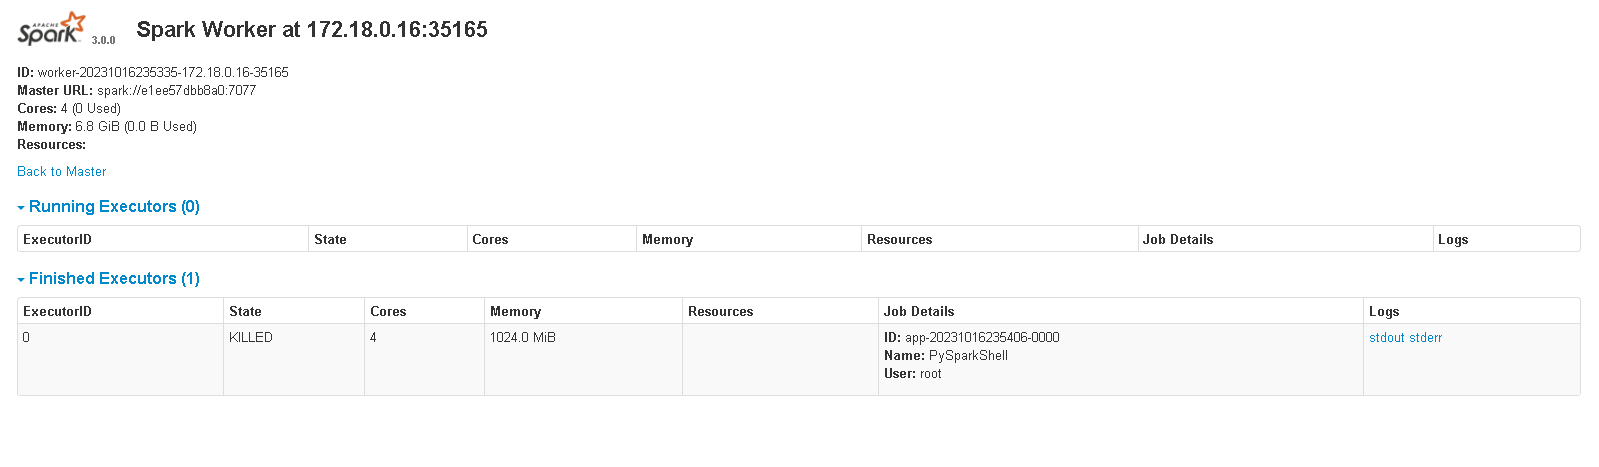 APACHE
Spark 3.0.0 Spark Worker at 172.18.0.16:35165
ID: worker-20231016235335-172.18.0.16-35165
Master URL: spark://e1ee57dbb8a0:7077
Cores: 4 (0 Used)
Memory: 6.8 GiB (0.0 B Used)
Resources:
Back to Master
Running Executors (0)
ExecutorID State Cores Memory Resources Job Details Logs
Finished Executors (1)
ExecutorID State Cores Memory Resources Job Details Logs
0 KILLED 4 1024.0 MiB ID: app-20231016235406-0000 stdout stderr
Name: PySparkShell
User: root